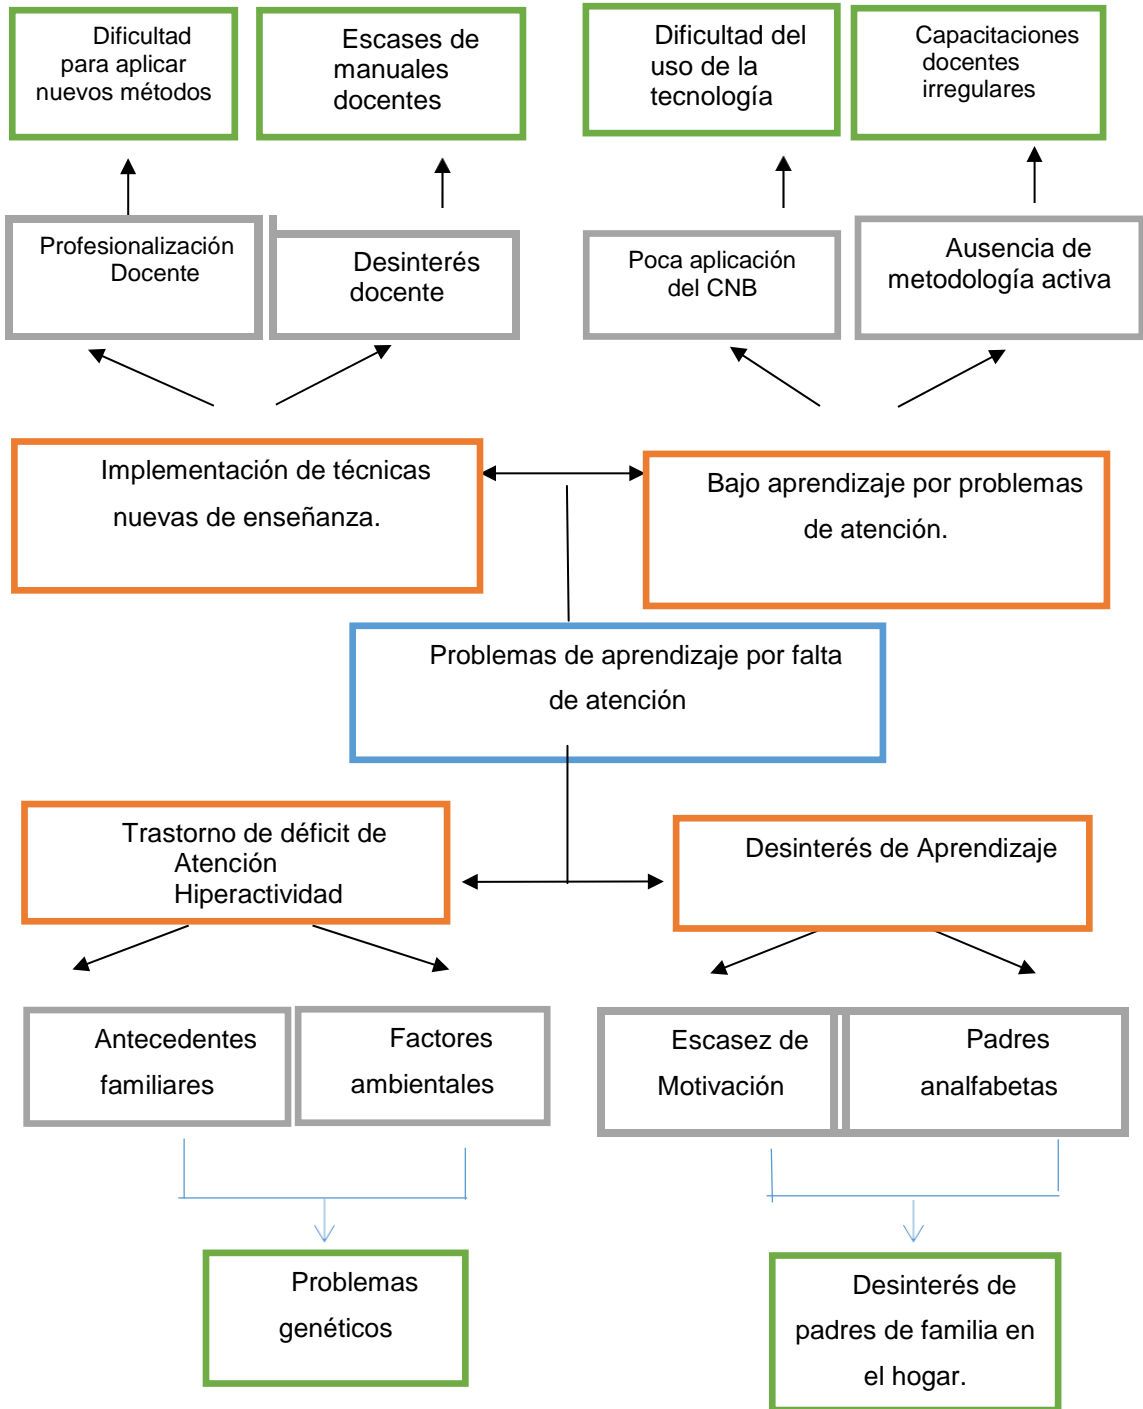 Dificultad
para aplicar
nuevos métodos
Escases de
manuales
docentes
Dificultad del
uso de la
tecnología
Capacitaciones
docentes
irregulares
Profesionalización
Docente
Desinterés
docente
Poca aplicación
del CNB
Ausencia de
metodología activa
Implementación de técnicas
nuevas de enseñanza.
Bajo aprendizaje por problemas
de atención.
Problemas de aprendizaje por falta
de atención
Trastorno de déficit de
Atención
Hiperactividad
Desinterés de Aprendizaje
Antecedentes
familiares
Factores
ambientales
Escasez de
Motivación
Padres
analfabetas
Problemas
genéticos
Desinterés de
padres de familia en
el hogar.